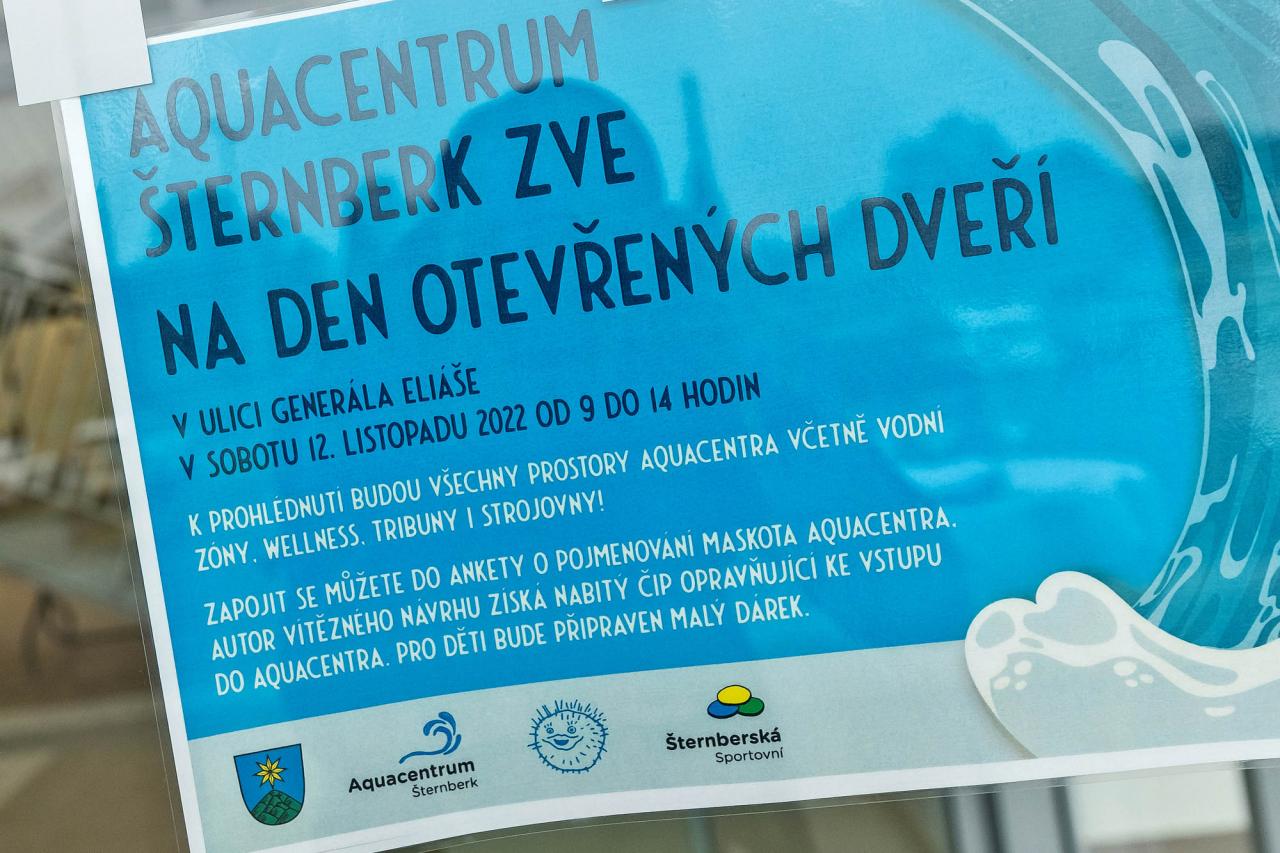 AQUACENTRUM
ŠTERNBERK ZVE
NA DEN OTEVŘENÝCH DVEŘÍ
V ULICI GENERÁLA ELIÁŠE
V SOBOTU 12. LISTOPADU 2022 OD 9 DO 14 HODIN
K PROHLÉDNUTÍ BUDOU VŠECHNY PROSTORY AQUACENTRA VČETNĚ VODNÍ
ZÓNY, WELLNESS, TRIBUNY I STROJOVNY!
ZAPOJIT SE MŮŽETE DO ANKETY O POJMENOVÁNÍ MASKOTA AQUACENTRA,
AUTOR VÍTĚZNÉHO NÁVRHU ZÍSKÁ NABITÝ ČIP OPRAVŇUJÍCÍ KE VSTUPU
DO AQUACENTRA. PRO DĚTI BUDE PŘIPRAVEN MALÝ DÁREK.
Aquacentrum
Šternberk
Šternberská
Sportovní